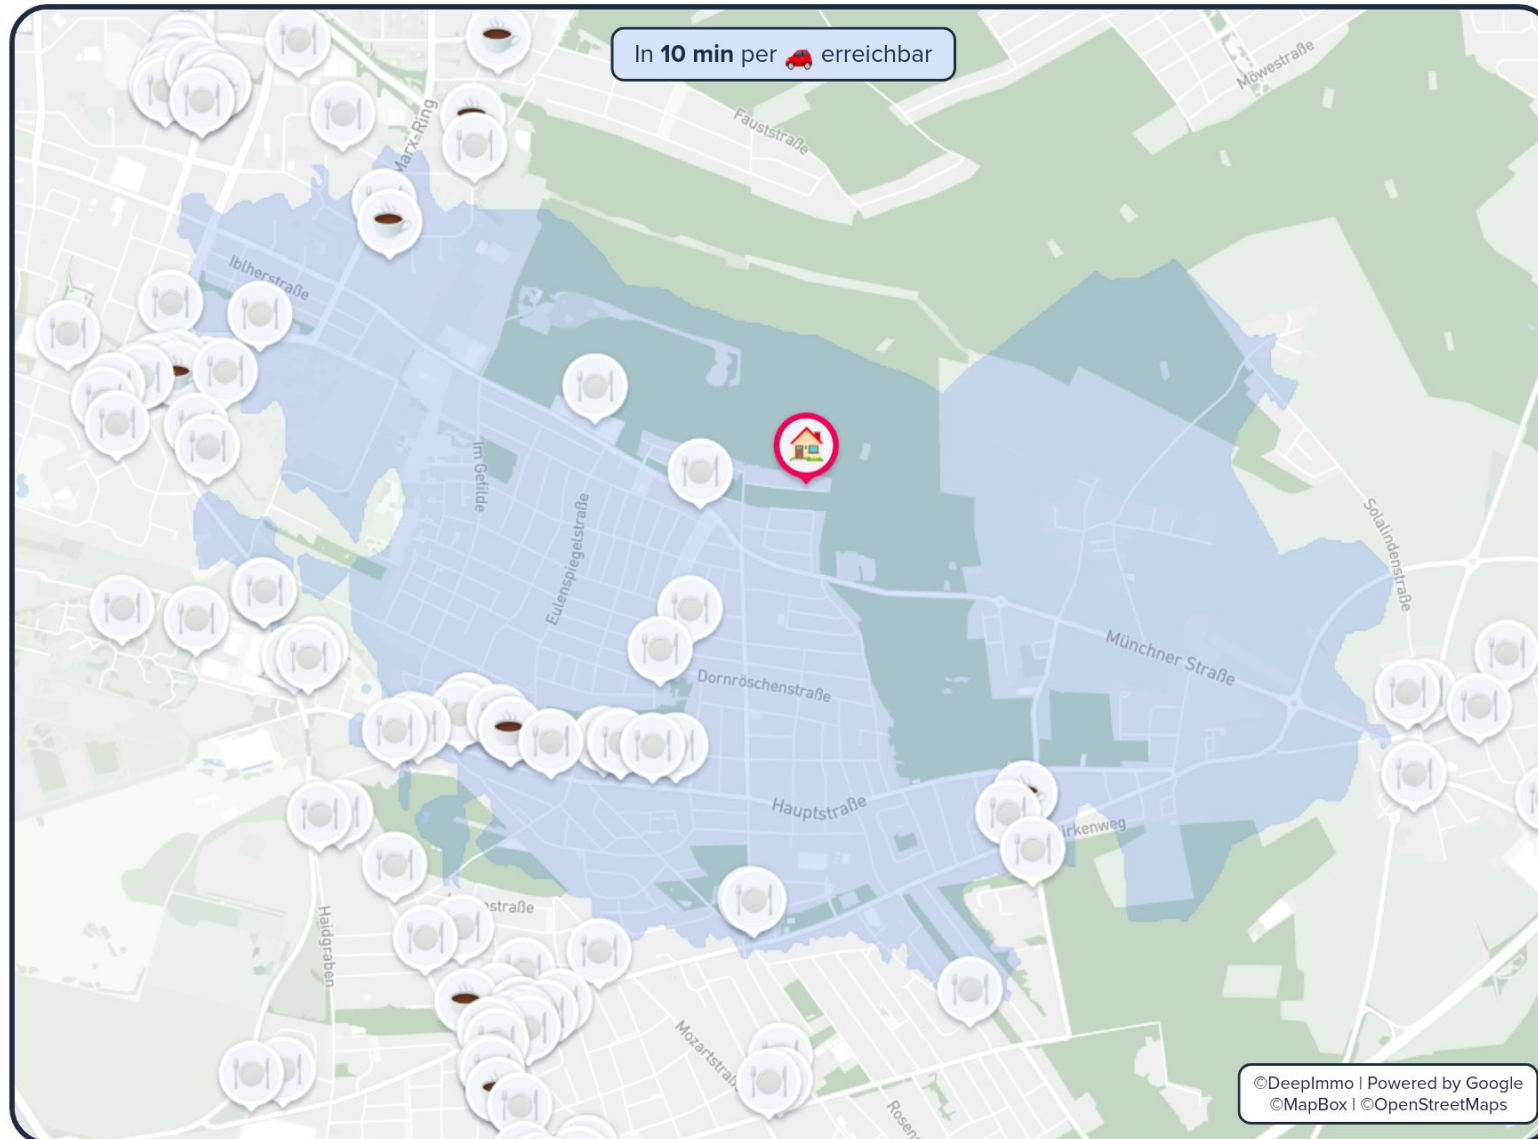 In 10 min per erreichbar
Möwestraße
Marx-Ring
Fauststraße
Iblherstraße
Im Gefilde
Eulenspiegelstraße
Solalindenstraße
Münchner Straße
Dornröschenstraße
Hauptstraße
irkenweg
straße
Haidgraben
Mozartstraß
Rosen
©DeepImmo | Powered by Google
©MapBox | ©OpenStreetMaps